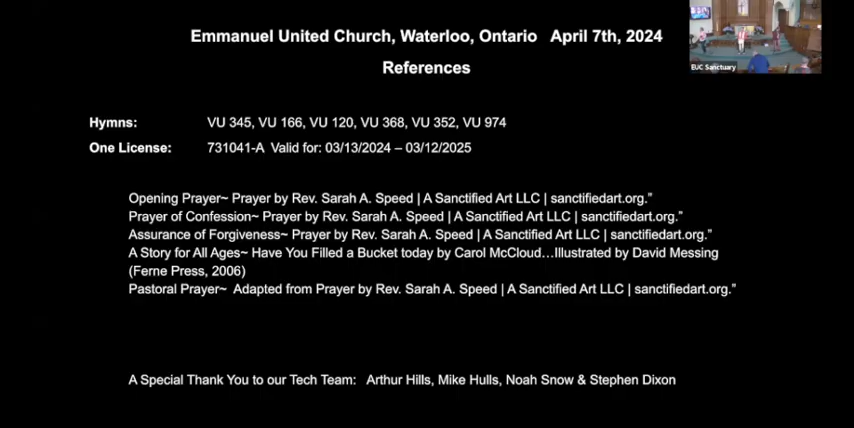 Emmanuel United Church, Waterloo, Ontario April 7th, 2024
References
EUC Sanctuary
Hymns: VU 345, VU 166, VU 120, VU 368, VU 352, VU 974
One License: 731041-A Valid for: 03/13/2024 – 03/12/2025
Opening Prayer~ Prayer by Rev. Sarah A. Speed | A Sanctified Art LLC | sanctifiedart.org.”
Prayer of Confession~ Prayer by Rev. Sarah A. Speed | A Sanctified Art LLC | sanctifiedart.org.”
Assurance of Forgiveness~ Prayer by Rev. Sarah A. Speed | A Sanctified Art LLC | sanctifiedart.org.”
A Story for All Ages~ Have You Filled a Bucket today by Carol McCloud…Illustrated by David Messing
(Ferne Press, 2006)
Pastoral Prayer~ Adapted from Prayer by Rev. Sarah A. Speed | A Sanctified Art LLC | sanctifiedart.org.”
A Special Thank You to our Tech Team: Arthur Hills, Mike Hulls, Noah Snow & Stephen Dixon